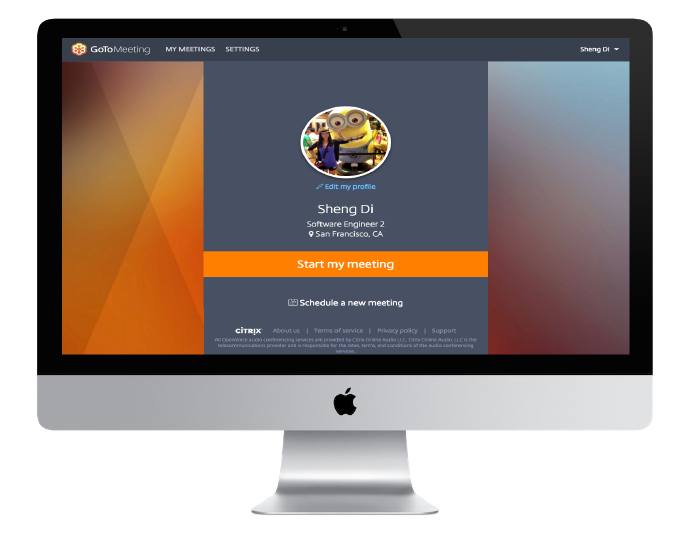 GoToMeeting MY MEETINGS SETTINGS Sheng Di
Edit my profile
Sheng Di
Software Engineer 2
San Francisco, CA
Start my meeting
Schedule a new meeting
CITRIX About us | Terms of service | Privacy policy | Support
All OpenVoice audio conferencing services are provided by Citrix Online Audio LLC. Citrix Online Audio, LLC is the
telecommunications provider and is responsible for the rates, terms, and conditions of the audio conferencing
services.